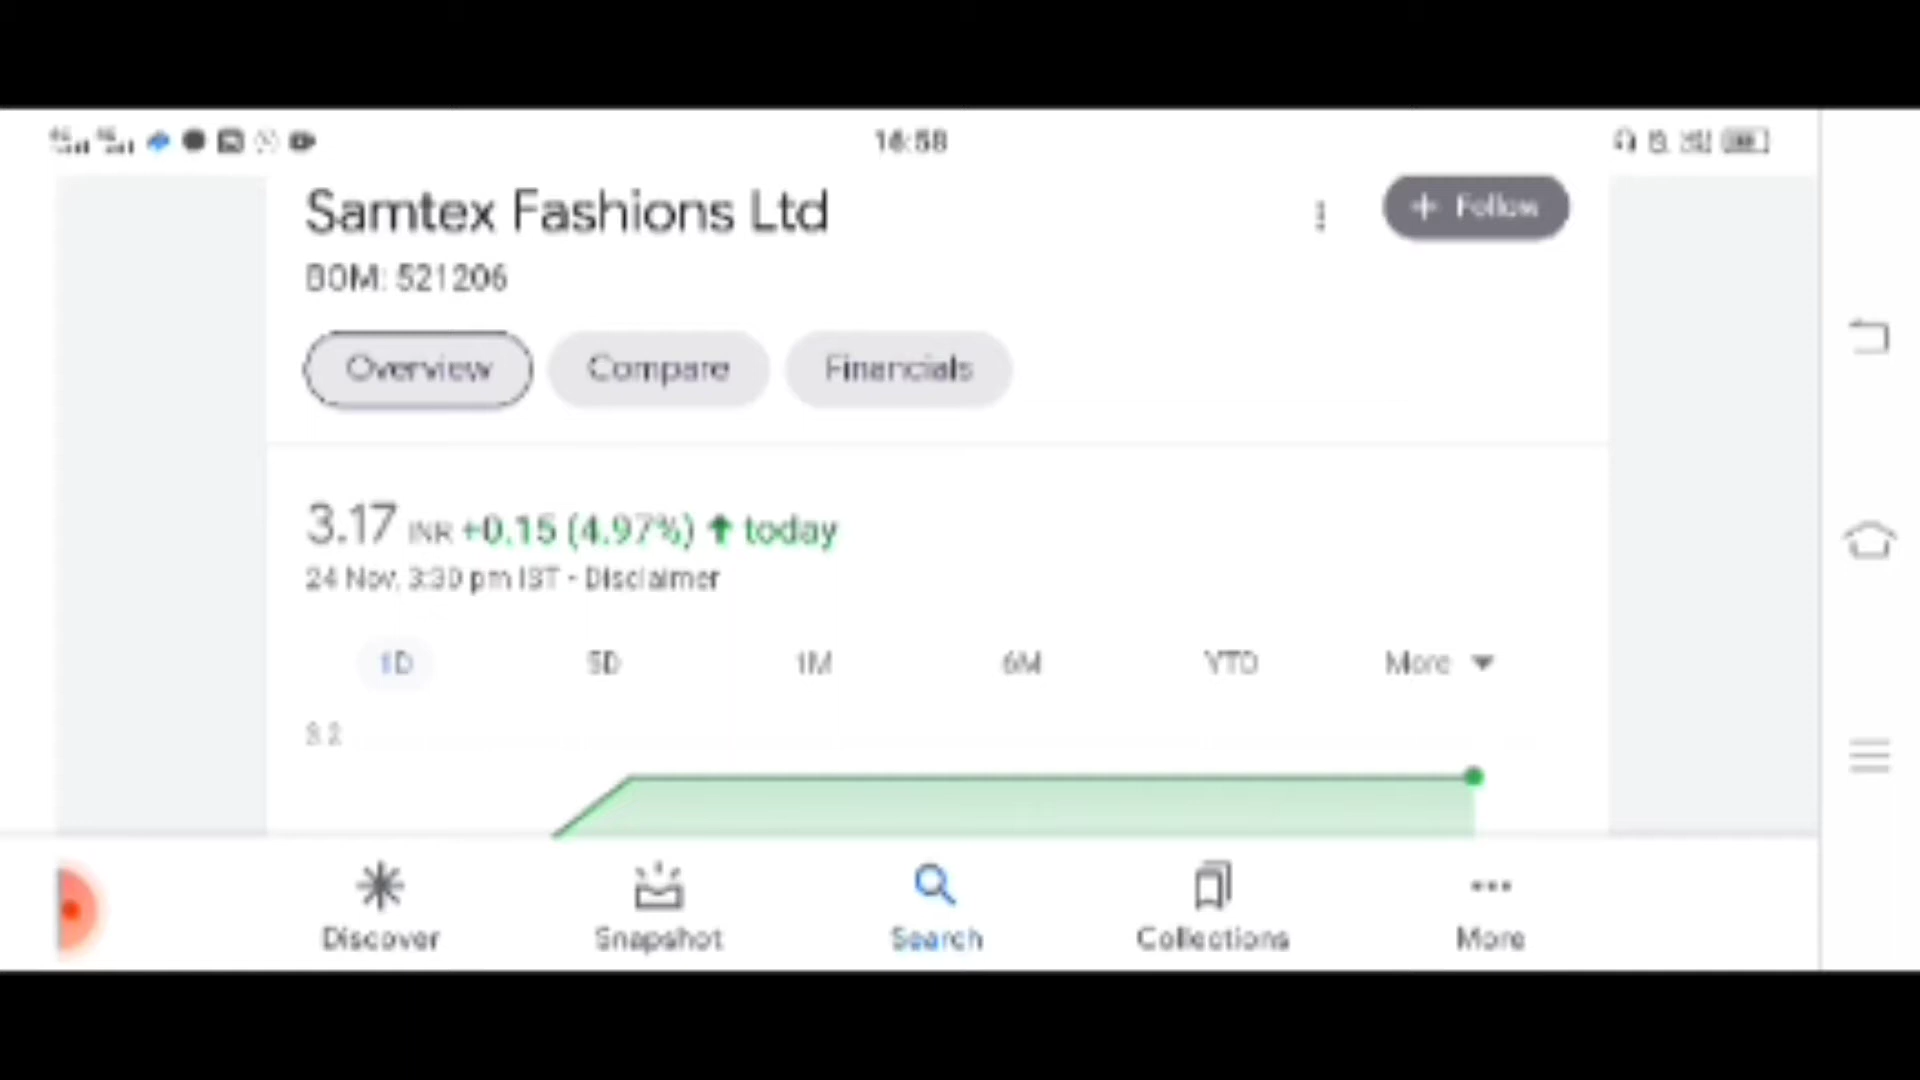 16:58
Samtex Fashions Ltd
+ Follow
BOM: 521206
Overview
Compare
Financials
3.17 INR +0.15 (4.97%) ↑ today
24 Nov, 3:30 pm IST - Disclaimer
1D 5D 1M 6M YTD More
3.2
Discover Snapshot Search Collections More